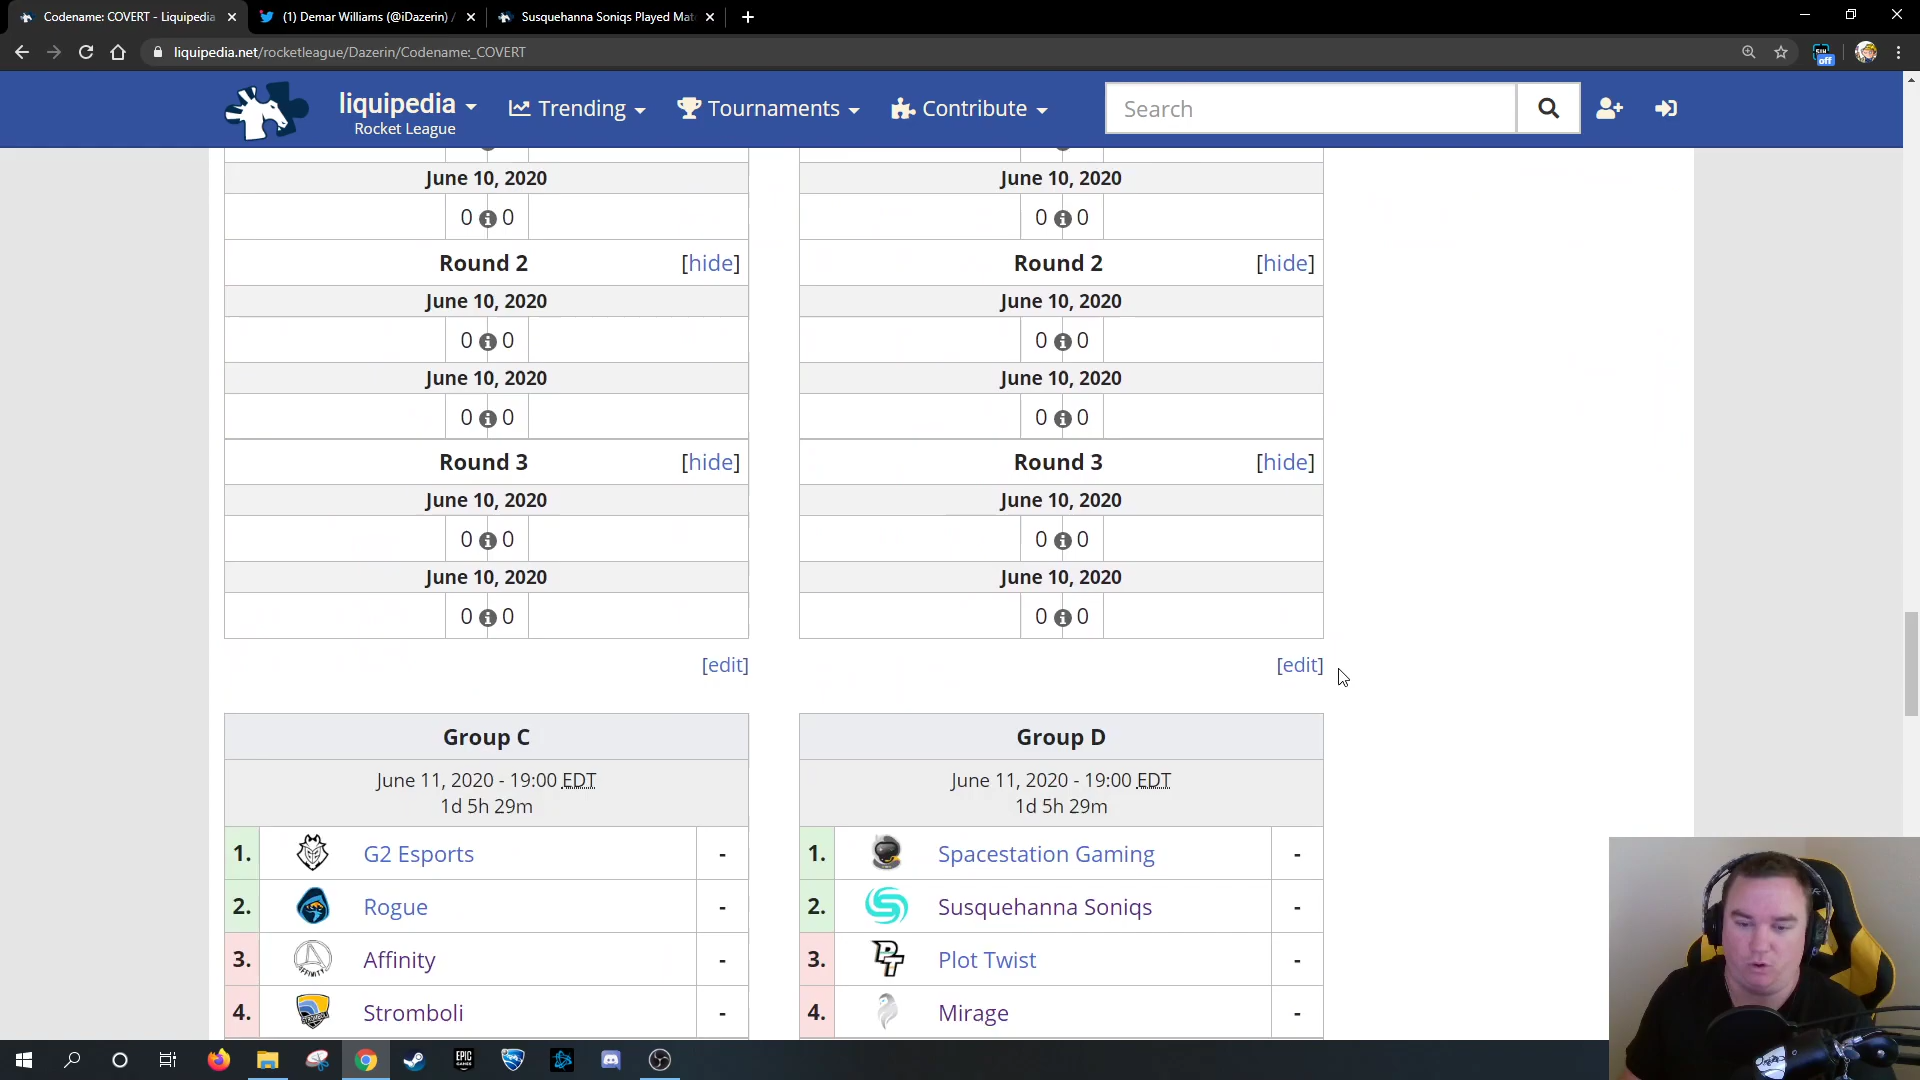 Codename: COVERT - Liquipedia
(1) Demar Williams (@iDazerin) /
Susquehanna Soniqs Played Mat
liquipedia.net/rocketleague/Dazerin/Codename:_COVERT
off
liquipedia
Rocket League
Trending
Tournaments
Contribute
Search
June 10, 2020
June 10, 2020
0 0
0 0
Round 2 [hide]
Round 2 [hide]
June 10, 2020
June 10, 2020
0 0
0 0
June 10, 2020
June 10, 2020
0 0
0 0
Round 3 [hide]
Round 3 [hide]
June 10, 2020
June 10, 2020
0 0
0 0
June 10, 2020
June 10, 2020
0 0
0 0
[edit]
[edit]
Group C
June 11, 2020 - 19:00 EDT
1d 5h 29m
1. G2 Esports -
2. Rogue -
3. AFFINITY Affinity -
4. STROMBOLI Stromboli -
Group D
June 11, 2020 - 19:00 EDT
1d 5h 29m
1. Spacestation Gaming -
2. Susquehanna Soniqs -
3. PT Plot Twist -
4. Mirage -
EPIC
GAMES